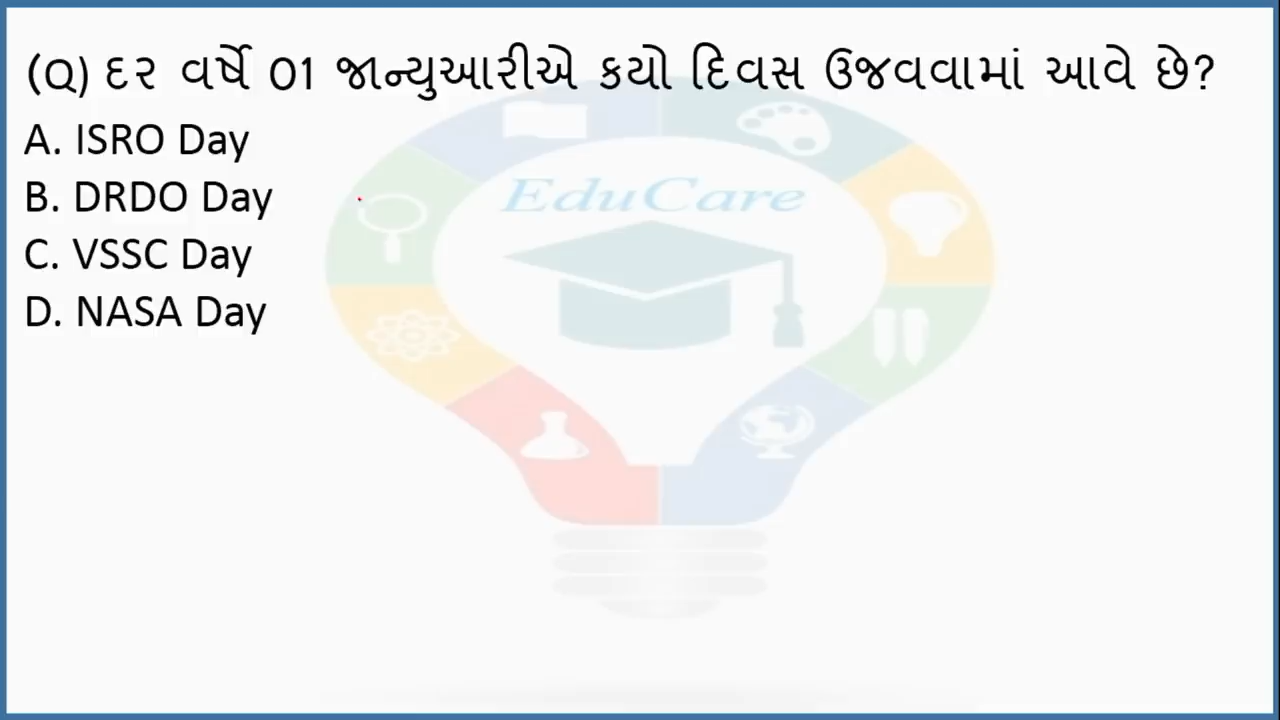 (Q) દર વર્ષે 01 જાન્યુઆરીએ કયો દિવસ ઉજવવામાં આવે છે?
A. ISRO Day
B. DRDO Day
C. VSSC Day
D. NASA Day
EduCare